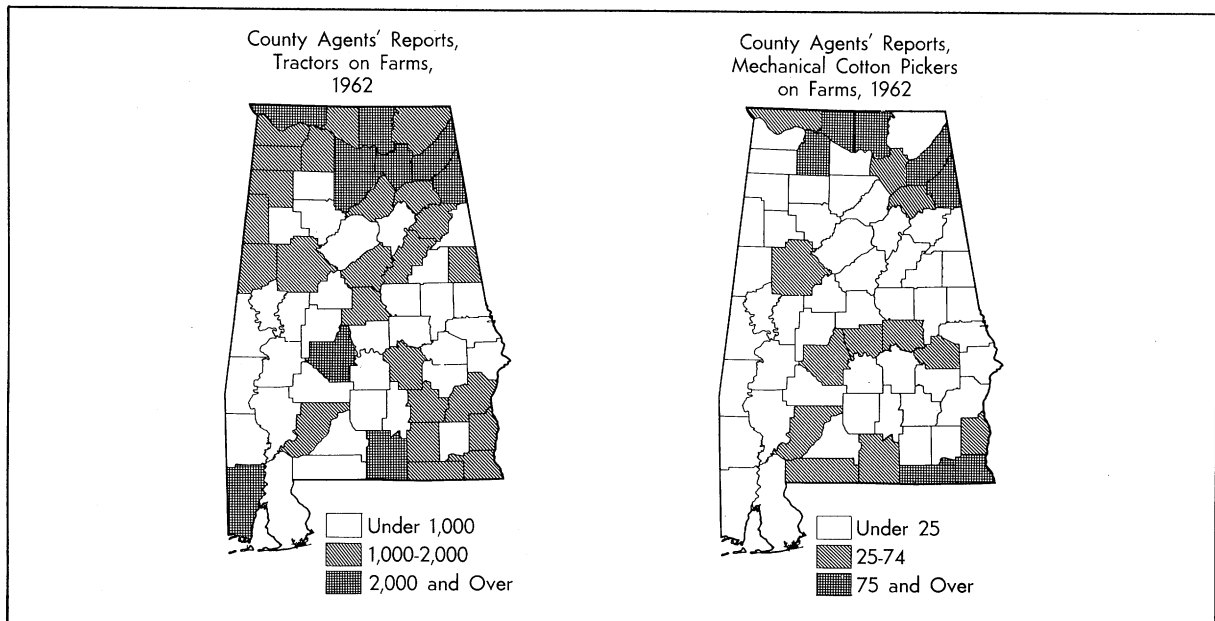 County Agents' Reports,
Tractors on Farms,
1962
Under 1,000
1,000-2,000
2,000 and Over
County Agents' Reports,
Mechanical Cotton Pickers
on Farms, 1962
Under 25
25-74
75 and Over